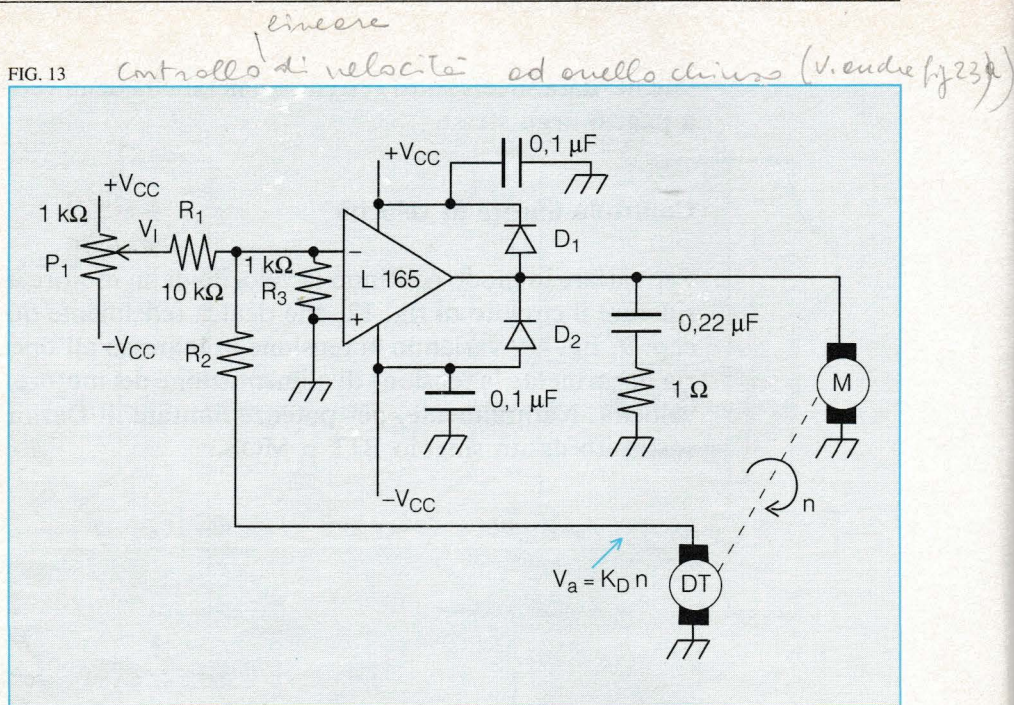 lineare
FIG. 13 Controllo di velocità ad anello chiuso (v. anche fig 23)
+VCC
0,1 µF
+VCC
1 kΩ
R1
VI
D1
P1
1 kΩ
−
L 165
10 kΩ
R3
+
0,22 µF
−VCC
R2
D2
1 Ω
M
0,1 µF
−VCC
n
Va = KD n
DT